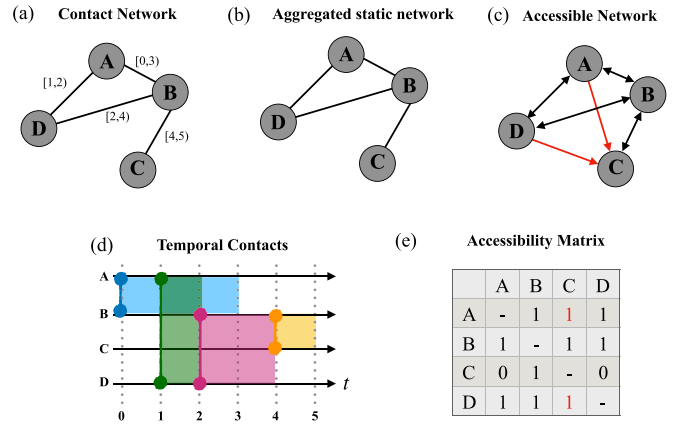 (a) Contact Network
A
[0,3)
[1,2)
B
D
[2,4)
[4,5)
C
(b) Aggregated static network
A
B
D
C
(c) Accessible Network
A
B
D
C
(d) Temporal Contacts
A
B
C
D
t
0 1 2 3 4 5
(e) Accessibility Matrix
A B C D
A - 1 1 1
B 1 - 1 1
C 0 1 - 0
D 1 1 1 -